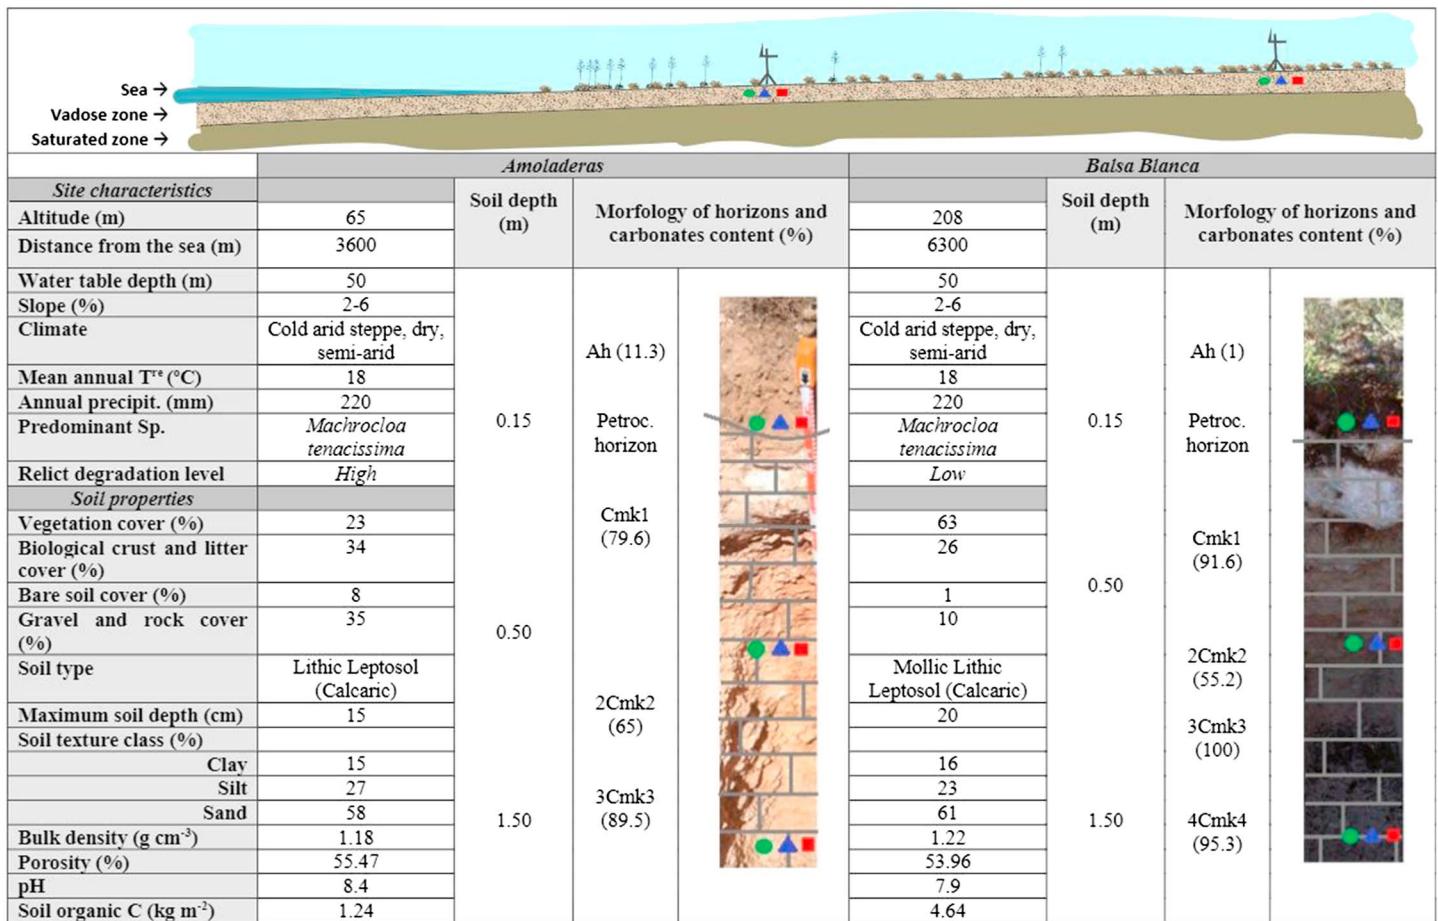 Sea →
Vadose zone →
Saturated zone →
Amoladeras
Balsa Blanca
Site characteristics
Soil depth (m)
Morfology of horizons and carbonates content (%)
Soil depth (m)
Morfology of horizons and carbonates content (%)
Altitude (m) 65 208
Distance from the sea (m) 3600 6300
Water table depth (m) 50 50
Slope (%) 2-6 2-6
Climate Cold arid steppe, dry, semi-arid Cold arid steppe, dry, semi-arid
Mean annual Tʳᵉ (°C) 18 18
Annual precipit. (mm) 220 220
Predominant Sp. Machrocloa tenacissima Machrocloa tenacissima
Relict degradation level High Low
Soil properties
Vegetation cover (%) 23 63
Biological crust and litter cover (%) 34 26
Bare soil cover (%) 8 1
Gravel and rock cover (%) 35 10
Soil type Lithic Leptosol (Calcaric) Mollic Lithic Leptosol (Calcaric)
Maximum soil depth (cm) 15 20
Soil texture class (%)
Clay 15 16
Silt 27 23
Sand 58 61
Bulk density (g cm⁻³) 1.18 1.22
Porosity (%) 55.47 53.96
pH 8.4 7.9
Soil organic C (kg m⁻²) 1.24 4.64
0.15
0.50
1.50
Ah (11.3)
Petroc. horizon
Cmk1 (79.6)
2Cmk2 (65)
3Cmk3 (89.5)
0.15
0.50
1.50
Ah (1)
Petroc. horizon
Cmk1 (91.6)
2Cmk2 (55.2)
3Cmk3 (100)
4Cmk4 (95.3)